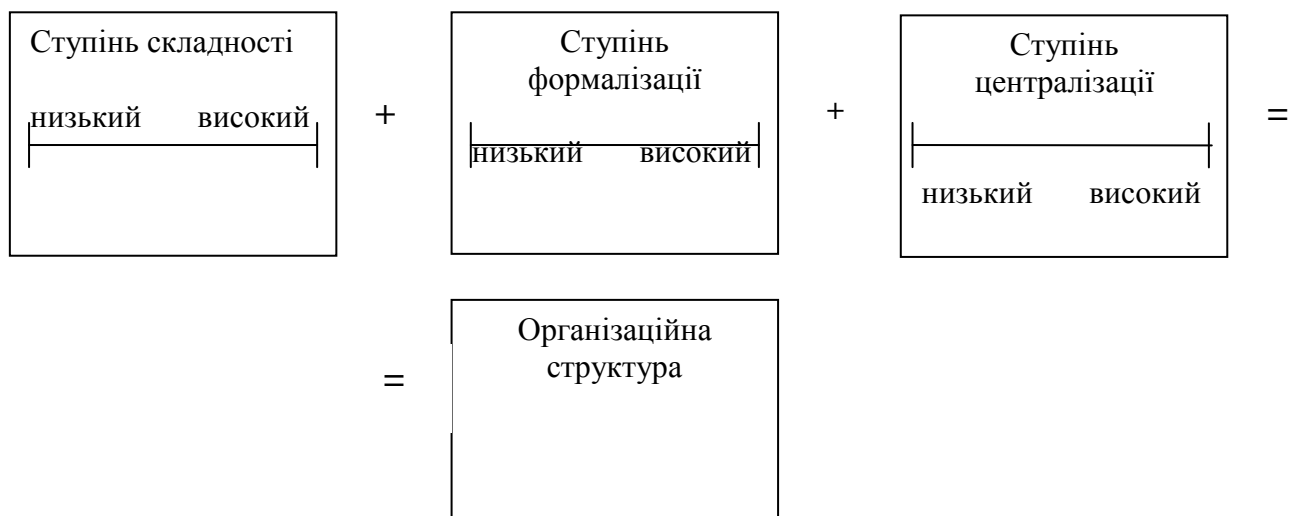 Ступінь складності
низький високий
+
Ступінь
формалізації
низький високий
+
Ступінь
централізації
низький високий
=
=
Організаційна
структура